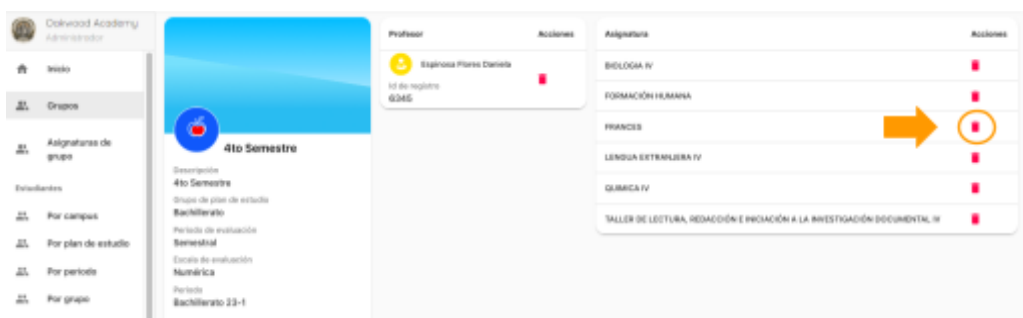 Oakwood Academy
Administrador
Inicio
Grupos
Asignaturas de
grupo
Estudiantes
Por campus
Por plan de estudio
Por periodo
Por grupo
4to Semestre
Descripción
4to Semestre
Grupo de plan de estudio
Bachillerato
Periodo de evaluación
Semestral
Escala de evaluación
Numérica
Periodo
Bachillerato 23-1
Profesor Acciones
Espinosa Flores Daniela
Id de registro
6345
Asignatura Acciones
BIOLOGIA IV
FORMACIÓN HUMANA
FRANCES
LENGUA EXTRANJERA IV
QUIMICA IV
TALLER DE LECTURA, REDACCIÓN E INICIACIÓN A LA INVESTIGACIÓN DOCUMENTAL IV